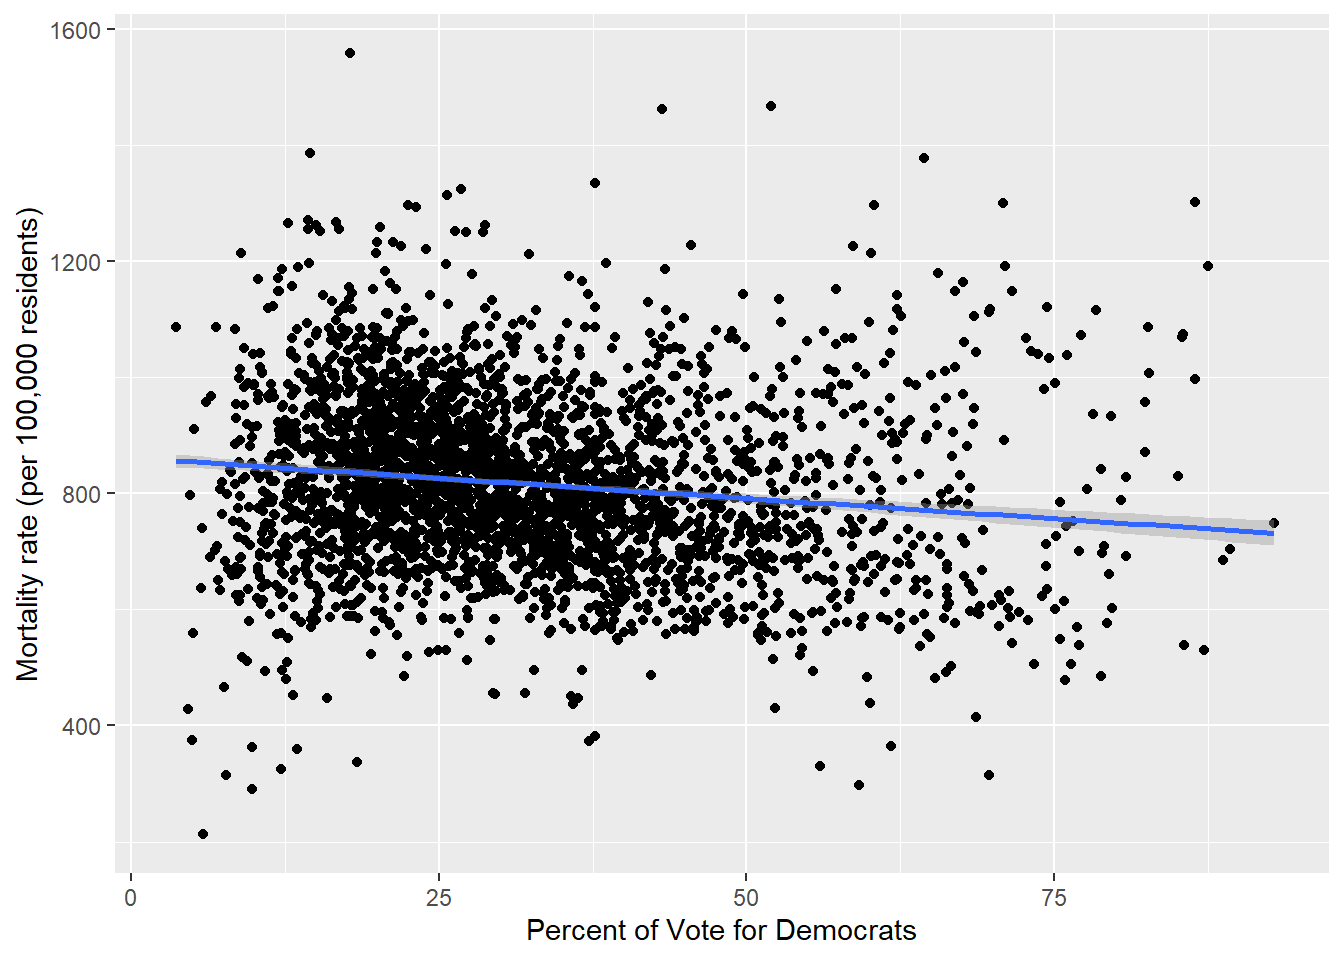 1600
1200
800
400
Mortality rate (per 100,000 residents)
0 25 50 75
Percent of Vote for Democrats